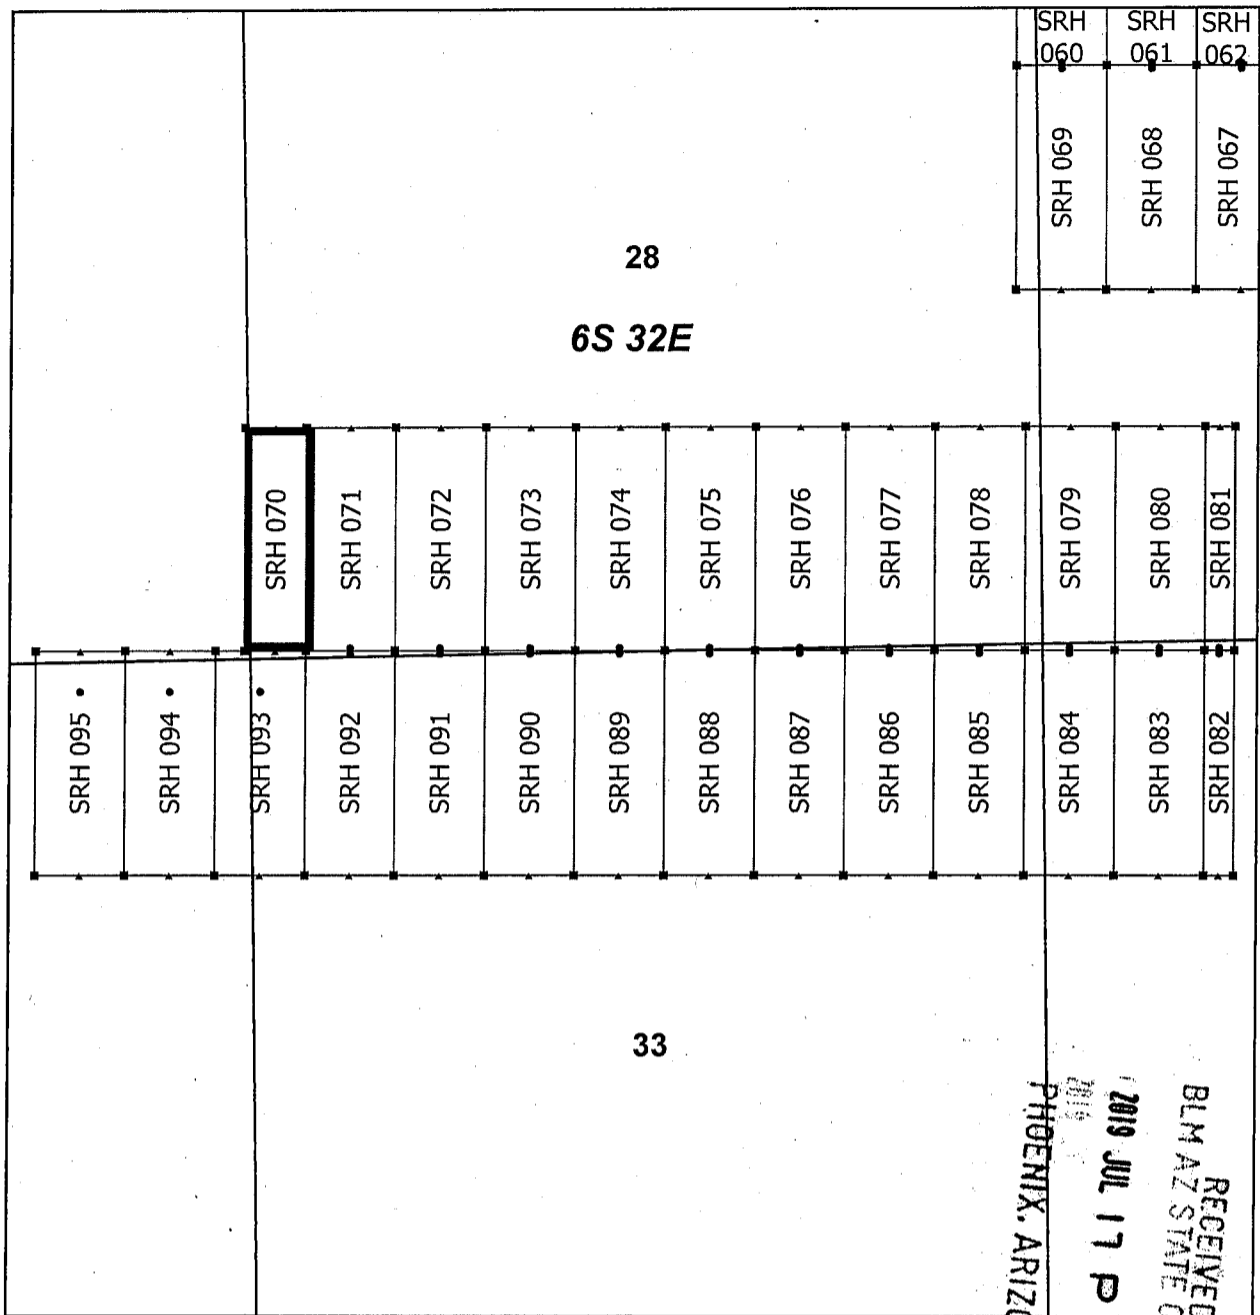 SRH 060
SRH 061
SRH 062
SRH 069
SRH 068
SRH 067
28
6S 32E
SRH 070
SRH 071
SRH 072
SRH 073
SRH 074
SRH 075
SRH 076
SRH 077
SRH 078
SRH 079
SRH 080
SRH 081
SRH 095
SRH 094
SRH 093
SRH 092
SRH 091
SRH 090
SRH 089
SRH 088
SRH 087
SRH 086
SRH 085
SRH 084
SRH 083
SRH 082
33
RECEIVED
BLM AZ STATE O
2019 JUL 17 P
2019
PHOENIX, ARIZO